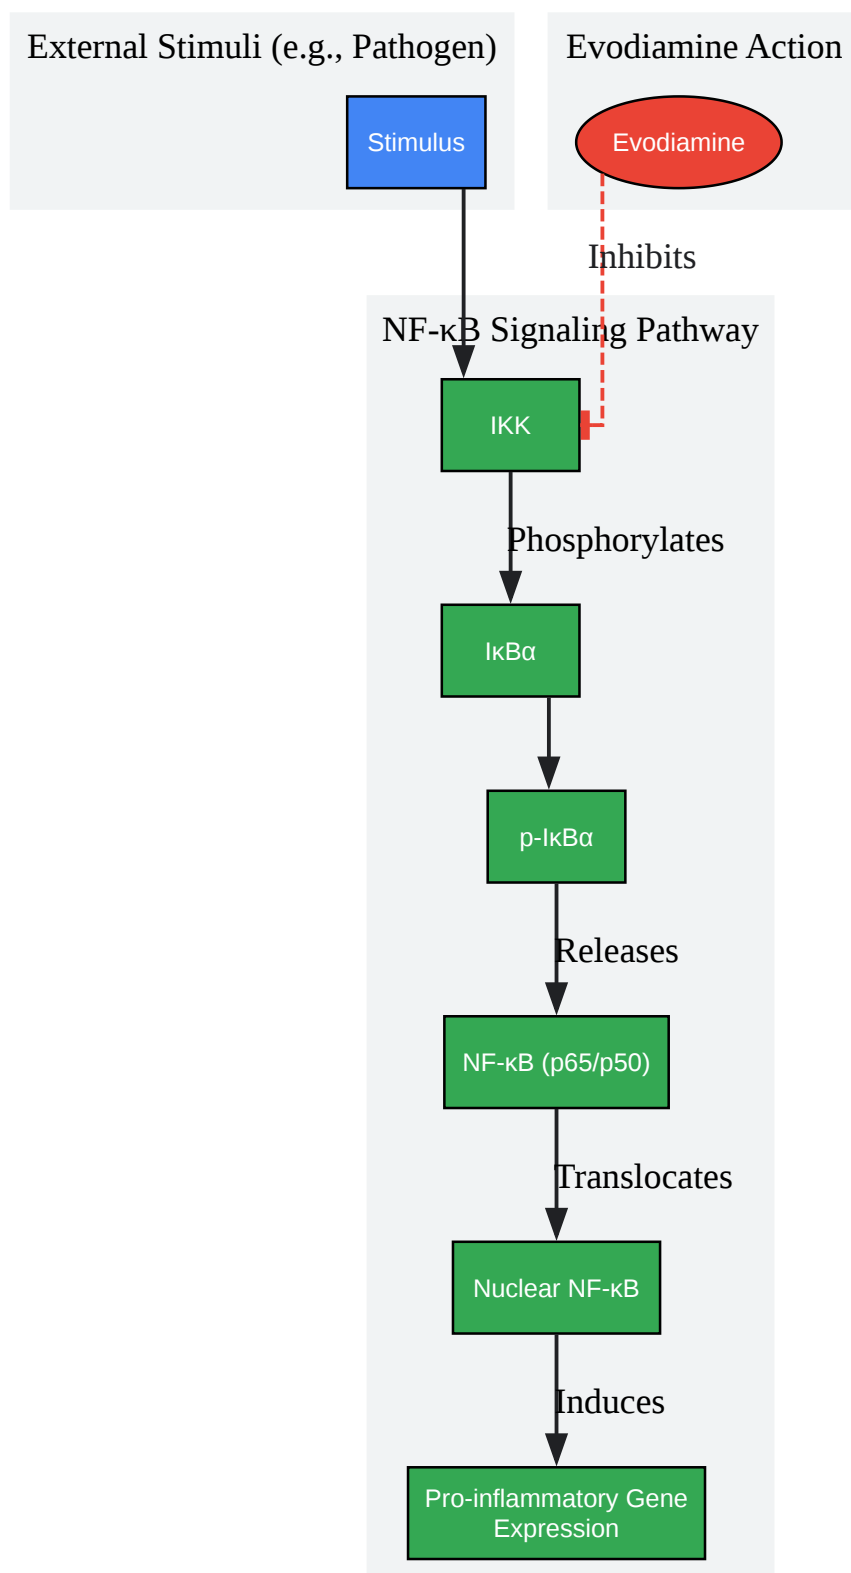 External Stimuli (e.g., Pathogen)
Evodiamine Action
Stimulus
Evodiamine
Inhibits
NF-κB Signaling Pathway
IKK
Phosphorylates
IκBα
p-IκBα
Releases
NF-κB (p65/p50)
Translocates
Nuclear NF-κB
Induces
Pro-inflammatory Gene
Expression